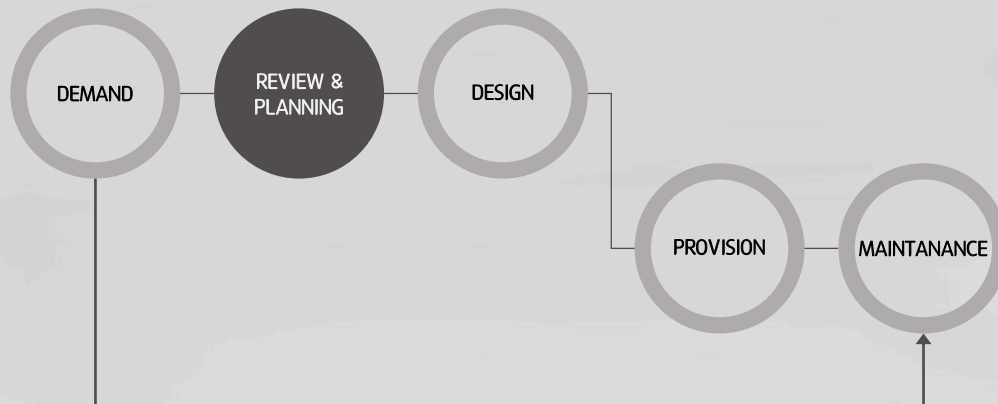 DEMAND
REVIEW &
PLANNING
DESIGN
PROVISION
MAINTANANCE